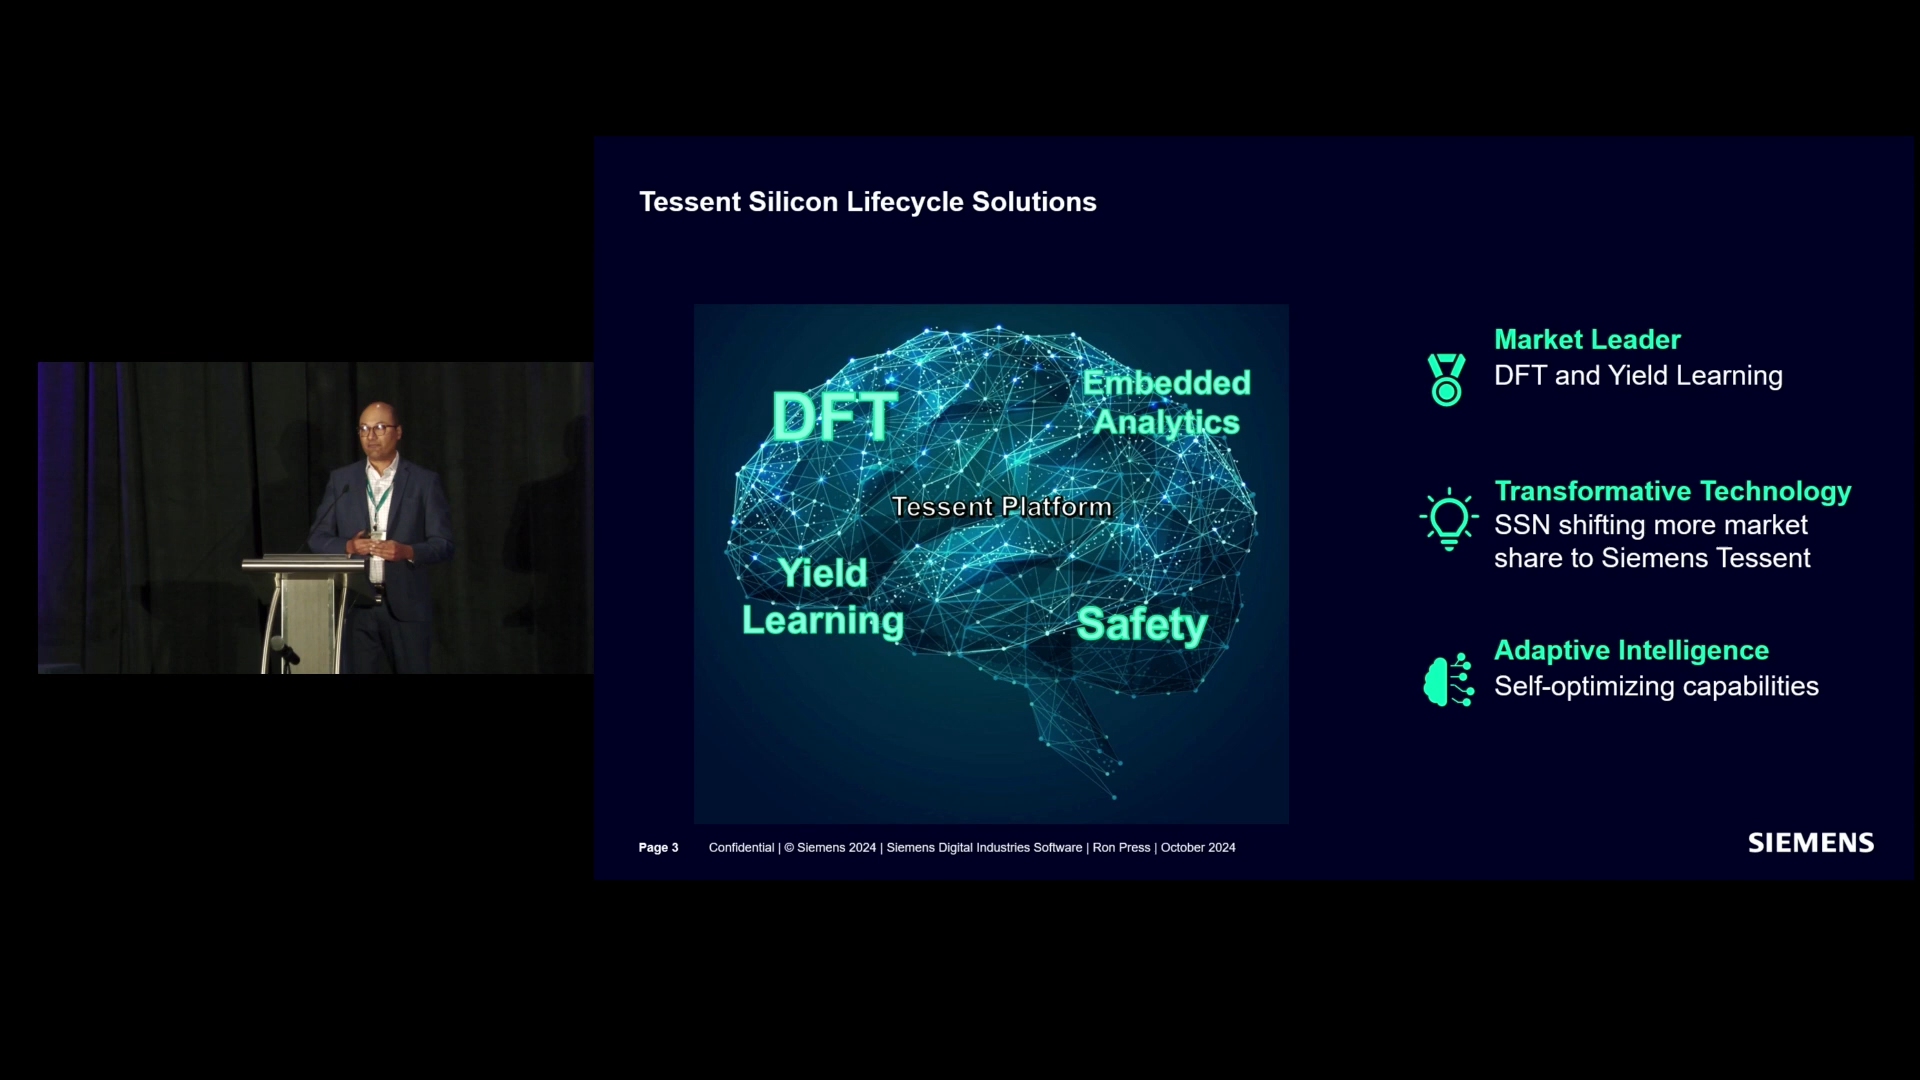 Tessent Silicon Lifecycle Solutions
DFT
Embedded
Analytics
Tessent Platform
Yield
Learning
Safety
Market Leader
DFT and Yield Learning
Transformative Technology
SSN shifting more market
share to Siemens Tessent
Adaptive Intelligence
Self-optimizing capabilities
Page 3 Confidential | © Siemens 2024 | Siemens Digital Industries Software | Ron Press | October 2024
SIEMENS